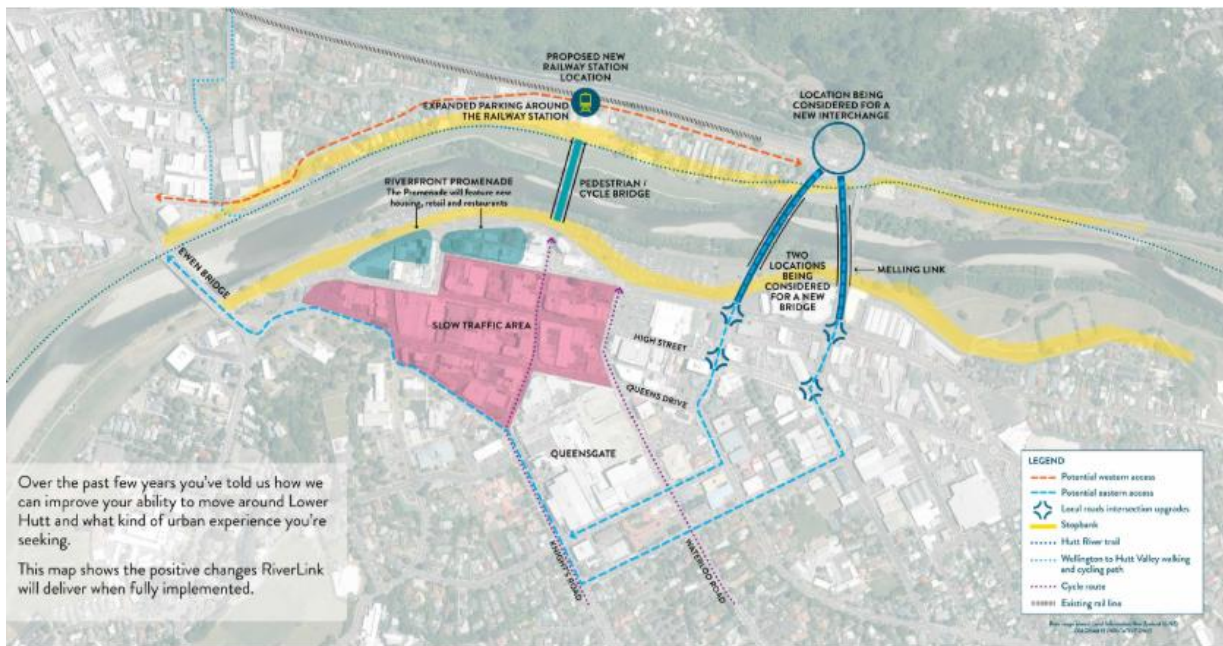 PROPOSED NEW
RAILWAY STATION
LOCATION
EXPANDED PARKING AROUND
THE RAILWAY STATION
LOCATION BEING
CONSIDERED FOR A
NEW INTERCHANGE
RIVERFRONT PROMENADE
The Promenade will feature new
housing, retail and restaurants
PEDESTRIAN /
CYCLE BRIDGE
EWEN BRIDGE
TWO
LOCATIONS
BEING
CONSIDERED
FOR A NEW
BRIDGE
MELLING LINK
SLOW TRAFFIC AREA
HIGH STREET
QUEENS DRIVE
QUEENSGATE
KNIGHTS ROAD
WATERLOO ROAD
Over the past few years you've told us how we
can improve your ability to move around Lower
Hutt and what kind of urban experience you're
seeking.
This map shows the positive changes RiverLink
will deliver when fully implemented.
LEGEND
Potential western access
Potential eastern access
Local roads intersection upgrades
Stopbank
Hutt River trail
Wellington to Hutt Valley walking
and cycling path
Cycle route
Existing rail line